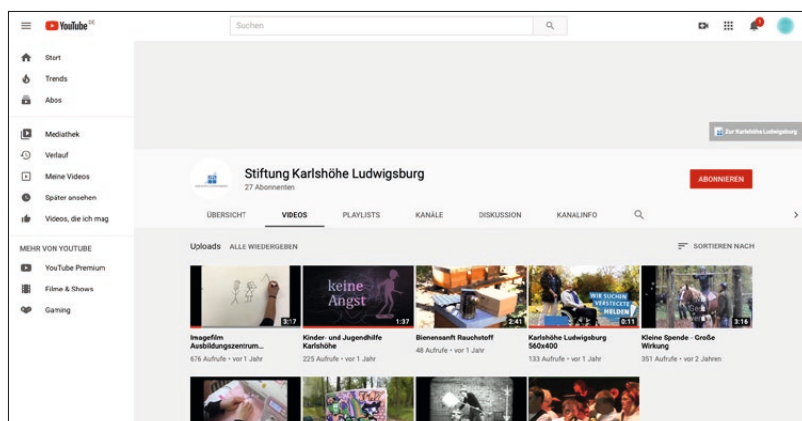 YouTube DE
Suchen
1
Start
Trends
Abos
Mediathek
Verlauf
Meine Videos
Später ansehen
Videos, die ich mag
MEHR VON YOUTUBE
YouTube Premium
Filme & Shows
Gaming
Zur Karlshöhe Ludwigsburg
Stiftung Karlshöhe Ludwigsburg
27 Abonnenten
ABONNIEREN
ÜBERSICHT VIDEOS PLAYLISTS KANÄLE DISKUSSION KANALINFO
Uploads ALLE WIEDERGEBEN SORTIEREN NACH
3:17
keine
Angst
1:37
2:41
WIR SUCHEN
VERSTECKTE
HELDEN
0:11
3:16
Imagefilm
Ausbildungszentrum...
676 Aufrufe • vor 1 Jahr
Kinder- und Jugendhilfe
Karlshöhe
225 Aufrufe • vor 1 Jahr
Bienensanft Rauchstoff
48 Aufrufe • vor 1 Jahr
Karlshöhe Ludwigsburg
560x400
133 Aufrufe • vor 1 Jahr
Kleine Spende - Große
Wirkung
351 Aufrufe • vor 2 Jahren